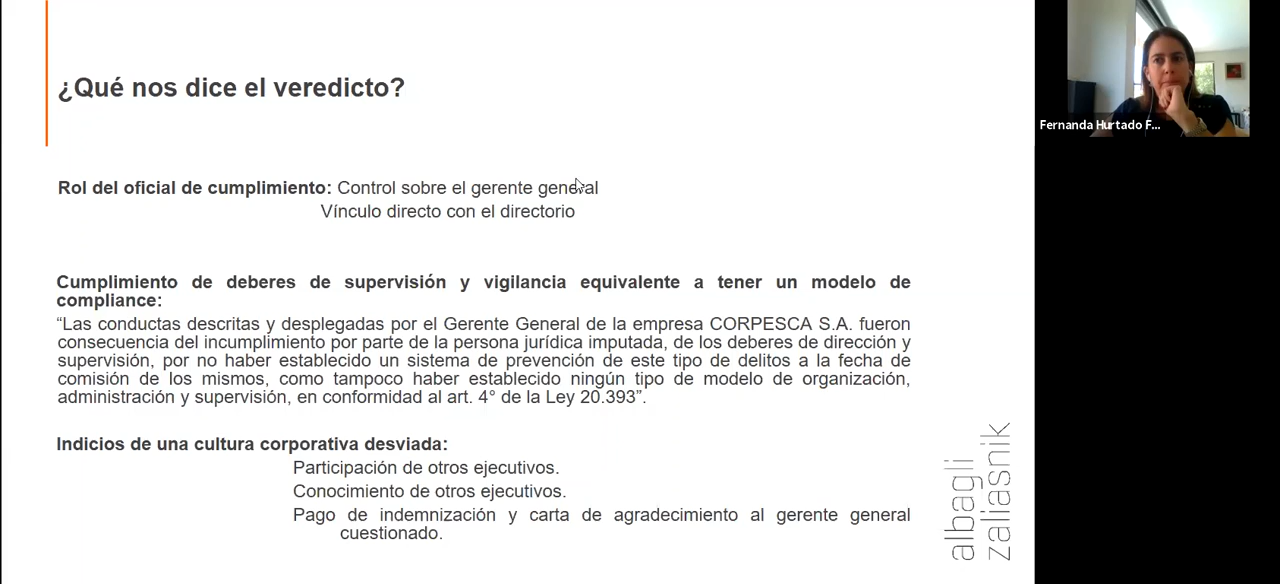 ¿Qué nos dice el veredicto?
Fernanda Hurtado F...
Rol del oficial de cumplimiento: Control sobre el gerente general
Vínculo directo con el directorio
Cumplimiento de deberes de supervisión y vigilancia equivalente a tener un modelo de
compliance:
“Las conductas descritas y desplegadas por el Gerente General de la empresa CORPESCA S.A. fueron
consecuencia del incumplimiento por parte de la persona jurídica imputada, de los deberes de dirección y
supervisión, por no haber establecido un sistema de prevención de este tipo de delitos a la fecha de
comisión de los mismos, como tampoco haber establecido ningún tipo de modelo de organización,
administración y supervisión, en conformidad al art. 4° de la Ley 20.393”.
Indicios de una cultura corporativa desviada:
Participación de otros ejecutivos.
Conocimiento de otros ejecutivos.
Pago de indemnización y carta de agradecimiento al gerente general
cuestionado.
albagli
zaliasnik